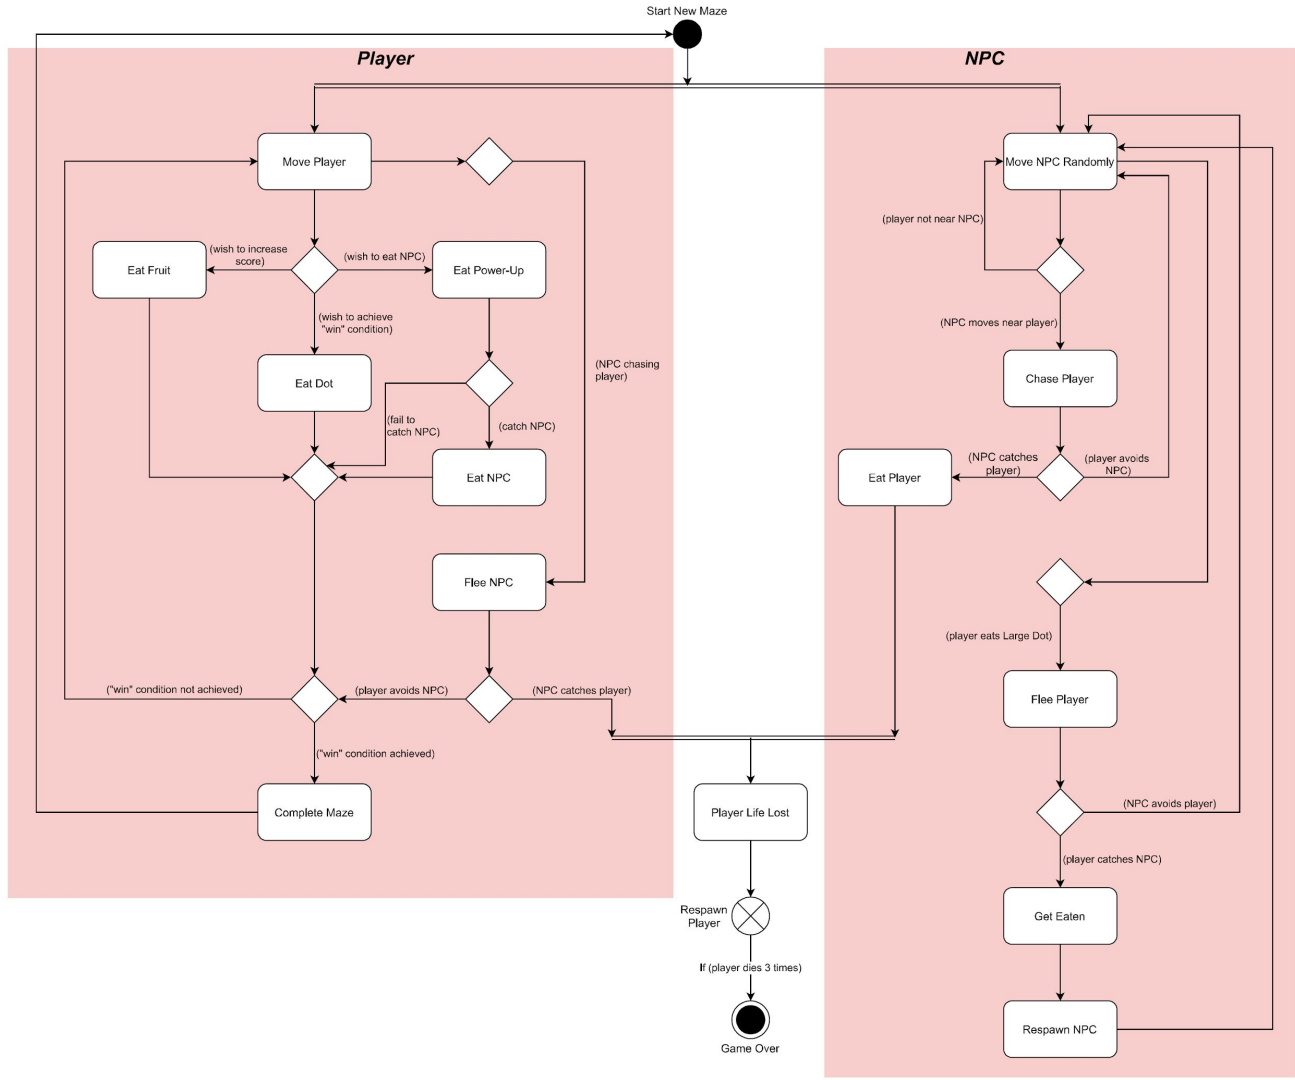 Start New Maze
Player
NPC
Move Player
Move NPC Randomly
(player not near NPC)
(wish to increase
score)
(wish to eat NPC)
Eat Fruit
Eat Power-Up
(wish to achieve
"win" condition)
(NPC moves near player)
(NPC chasing
player)
Eat Dot
Chase Player
(fail to
catch NPC)
(catch NPC)
(NPC catches
player)
(player avoids
NPC)
Eat NPC
Eat Player
Flee NPC
(player eats Large Dot)
("win" condition not achieved)
(player avoids NPC)
(NPC catches player)
Flee Player
("win" condition achieved)
(NPC avoids player)
Complete Maze
Player Life Lost
(player catches NPC)
Respawn
Player
Get Eaten
If (player dies 3 times)
Respawn NPC
Game Over